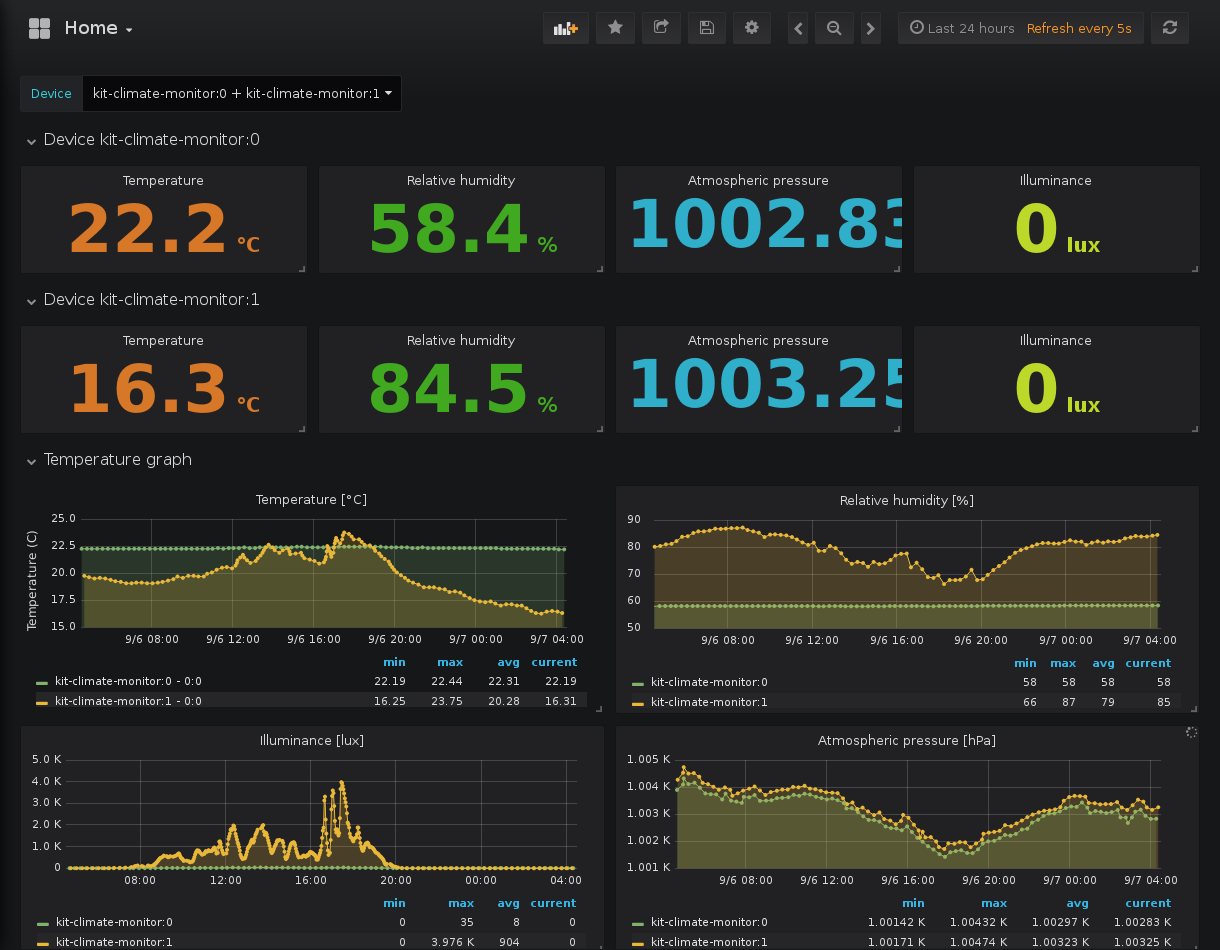 Home
Last 24 hours Refresh every 5s
Device kit-climate-monitor:0 + kit-climate-monitor:1
Device kit-climate-monitor:0
Temperature Relative humidity Atmospheric pressure Illuminance
22.2 °C 58.4 % 1002.83 0 lux
Device kit-climate-monitor:1
Temperature Relative humidity Atmospheric pressure Illuminance
16.3 °C 84.5 % 1003.25 0 lux
Temperature graph
Temperature [°C]
Temperature (C)
25.0
22.5
20.0
17.5
15.0
9/6 08:00 9/6 12:00 9/6 16:00 9/6 20:00 9/7 00:00 9/7 04:00
min max avg current
kit-climate-monitor:0 - 0:0 22.19 22.44 22.31 22.19
kit-climate-monitor:1 - 0:0 16.25 23.75 20.28 16.31
Relative humidity [%]
90
80
70
60
50
9/6 08:00 9/6 12:00 9/6 16:00 9/6 20:00 9/7 00:00 9/7 04:00
min max avg current
kit-climate-monitor:0 58 58 58 58
kit-climate-monitor:1 66 87 79 85
Illuminance [lux]
5.0 K
4.0 K
3.0 K
2.0 K
1.0 K
0
08:00 12:00 16:00 20:00 00:00 04:00
min max avg current
kit-climate-monitor:0 0 35 8 0
kit-climate-monitor:1 0 3.976 K 904 0
Atmospheric pressure [hPa]
1.005 K
1.004 K
1.003 K
1.002 K
1.001 K
9/6 08:00 9/6 12:00 9/6 16:00 9/6 20:00 9/7 00:00 9/7 04:00
min max avg current
kit-climate-monitor:0 1.00142 K 1.00432 K 1.00297 K 1.00283 K
kit-climate-monitor:1 1.00171 K 1.00474 K 1.00323 K 1.00325 K